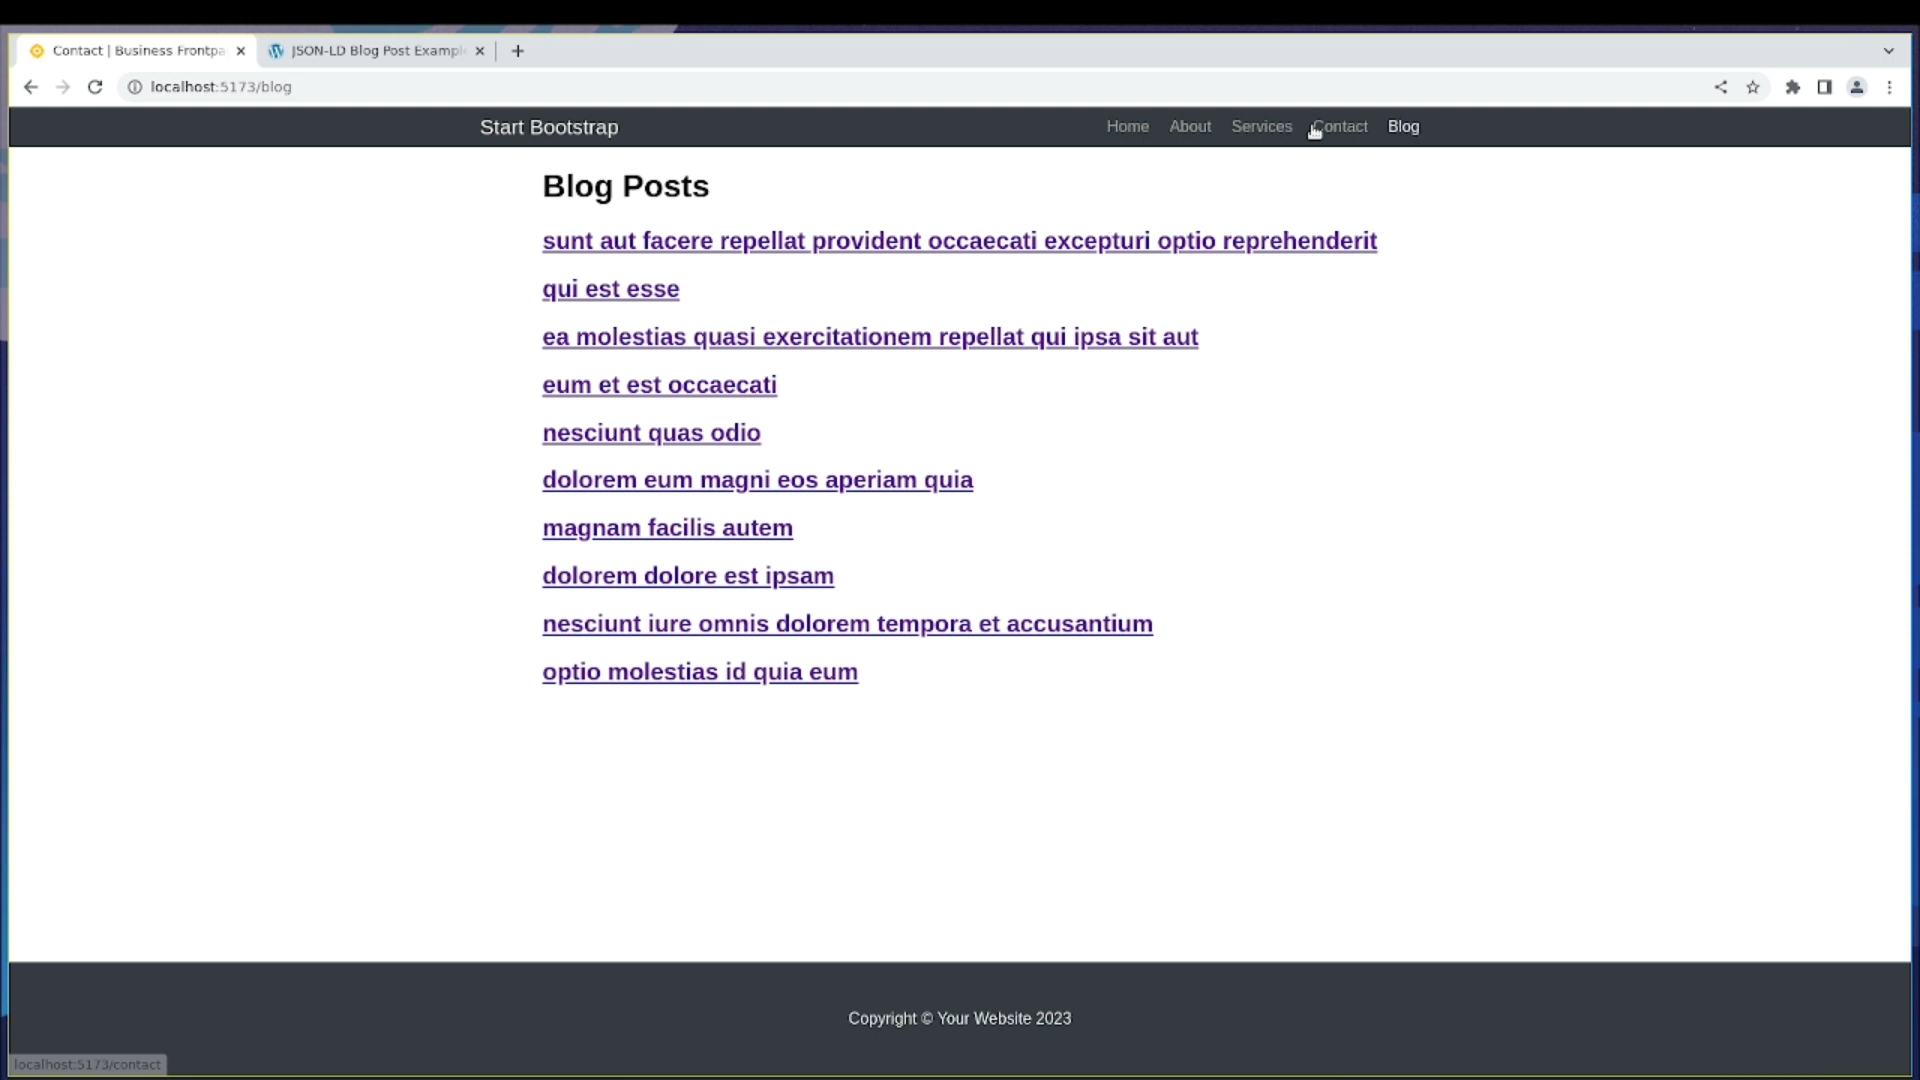 Contact | Business Frontpa
JSON-LD Blog Post Exampl
localhost:5173/blog
Start Bootstrap
Home
About
Services
Contact
Blog
Blog Posts
sunt aut facere repellat provident occaecati excepturi optio reprehenderit
qui est esse
ea molestias quasi exercitationem repellat qui ipsa sit aut
eum et est occaecati
nesciunt quas odio
dolorem eum magni eos aperiam quia
magnam facilis autem
dolorem dolore est ipsam
nesciunt iure omnis dolorem tempora et accusantium
optio molestias id quia eum
Copyright © Your Website 2023
localhost:5173/contact